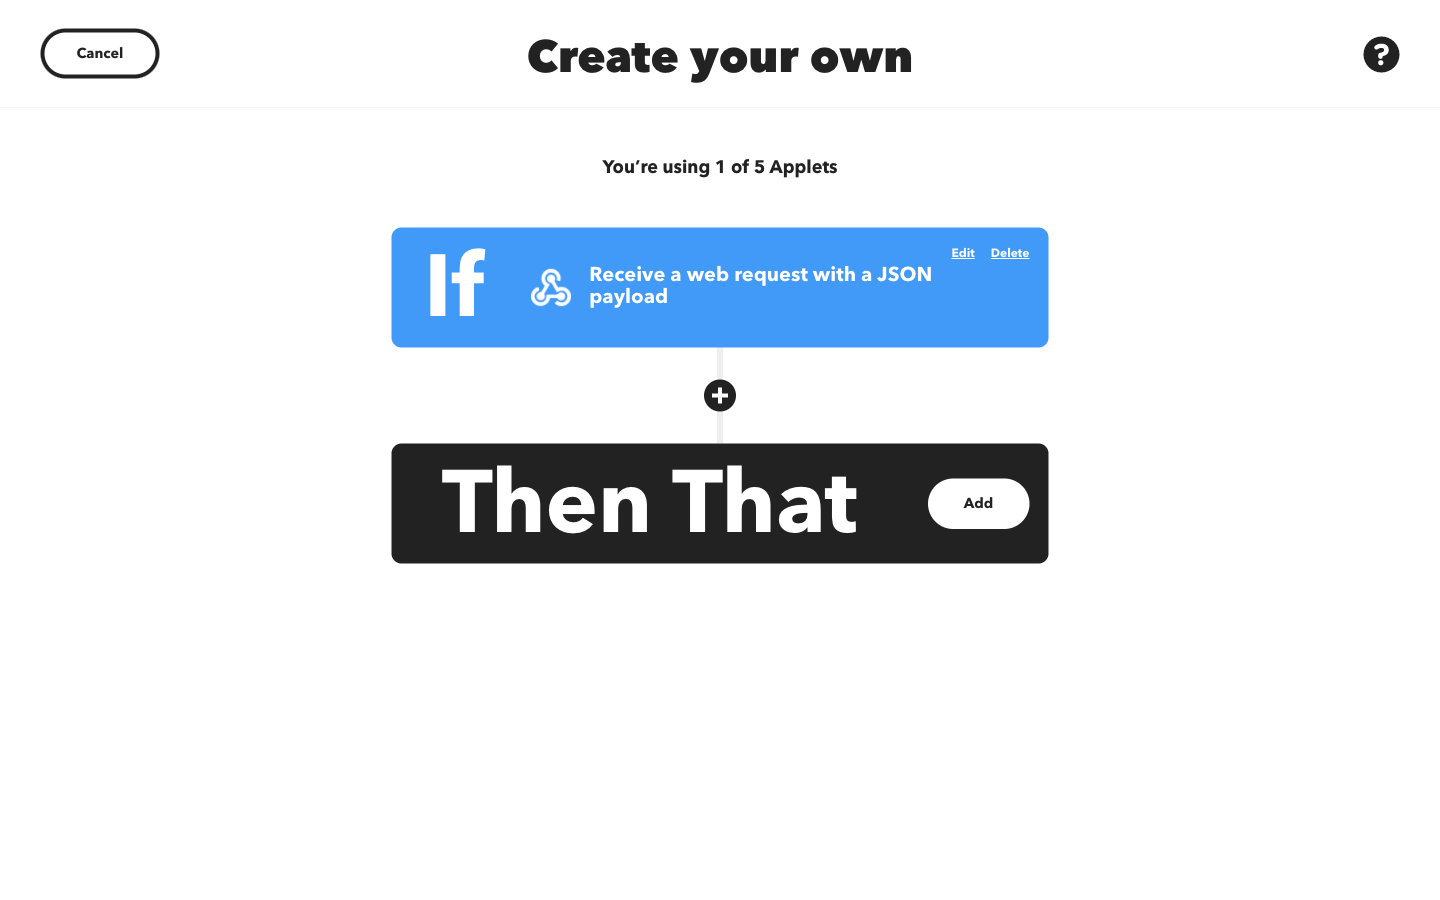 Cancel
Create your own
?
You’re using 1 of 5 Applets
If
Receive a web request with a JSON
payload
Edit
Delete
Then That
Add